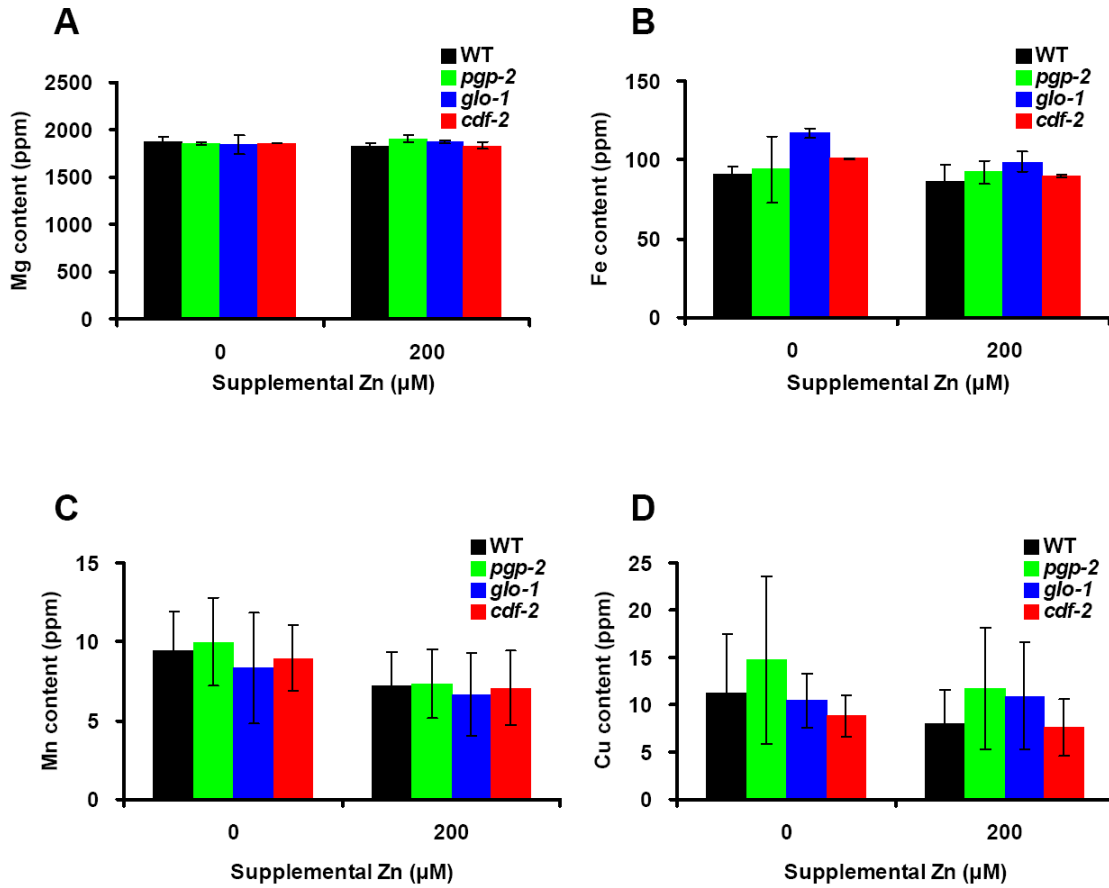 A
WT
pgp-2
glo-1
cdf-2
Mg content (ppm)
2500
2000
1500
1000
500
0
0 200
Supplemental Zn (µM)
B
WT
pgp-2
glo-1
cdf-2
Fe content (ppm)
150
100
50
0
0 200
Supplemental Zn (µM)
C
WT
pgp-2
glo-1
cdf-2
Mn content (ppm)
15
10
5
0
0 200
Supplemental Zn (µM)
D
WT
pgp-2
glo-1
cdf-2
Cu content (ppm)
25
20
15
10
5
0
0 200
Supplemental Zn (µM)